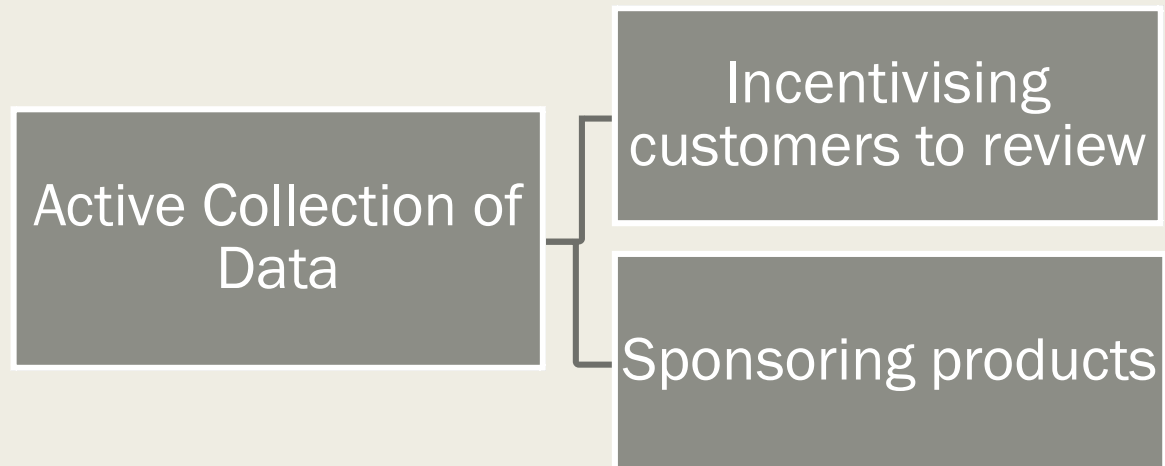 Active Collection of
Data
Incentivising
customers to review
Sponsoring products